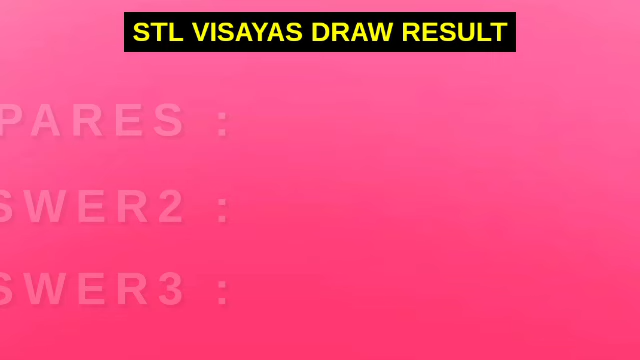 STL VISAYAS DRAW RESULT
PARES :
SWER2 :
SWER3 :